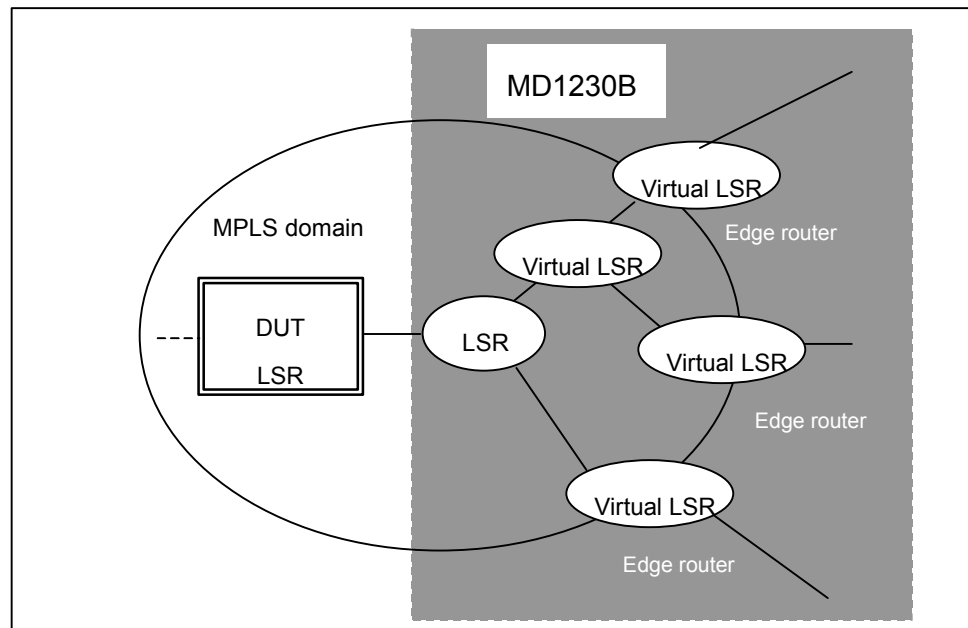 MD1230B
Virtual LSR
Edge router
MPLS domain
Virtual LSR
DUT
LSR
LSR
Virtual LSR
Edge router
Virtual LSR
Edge router